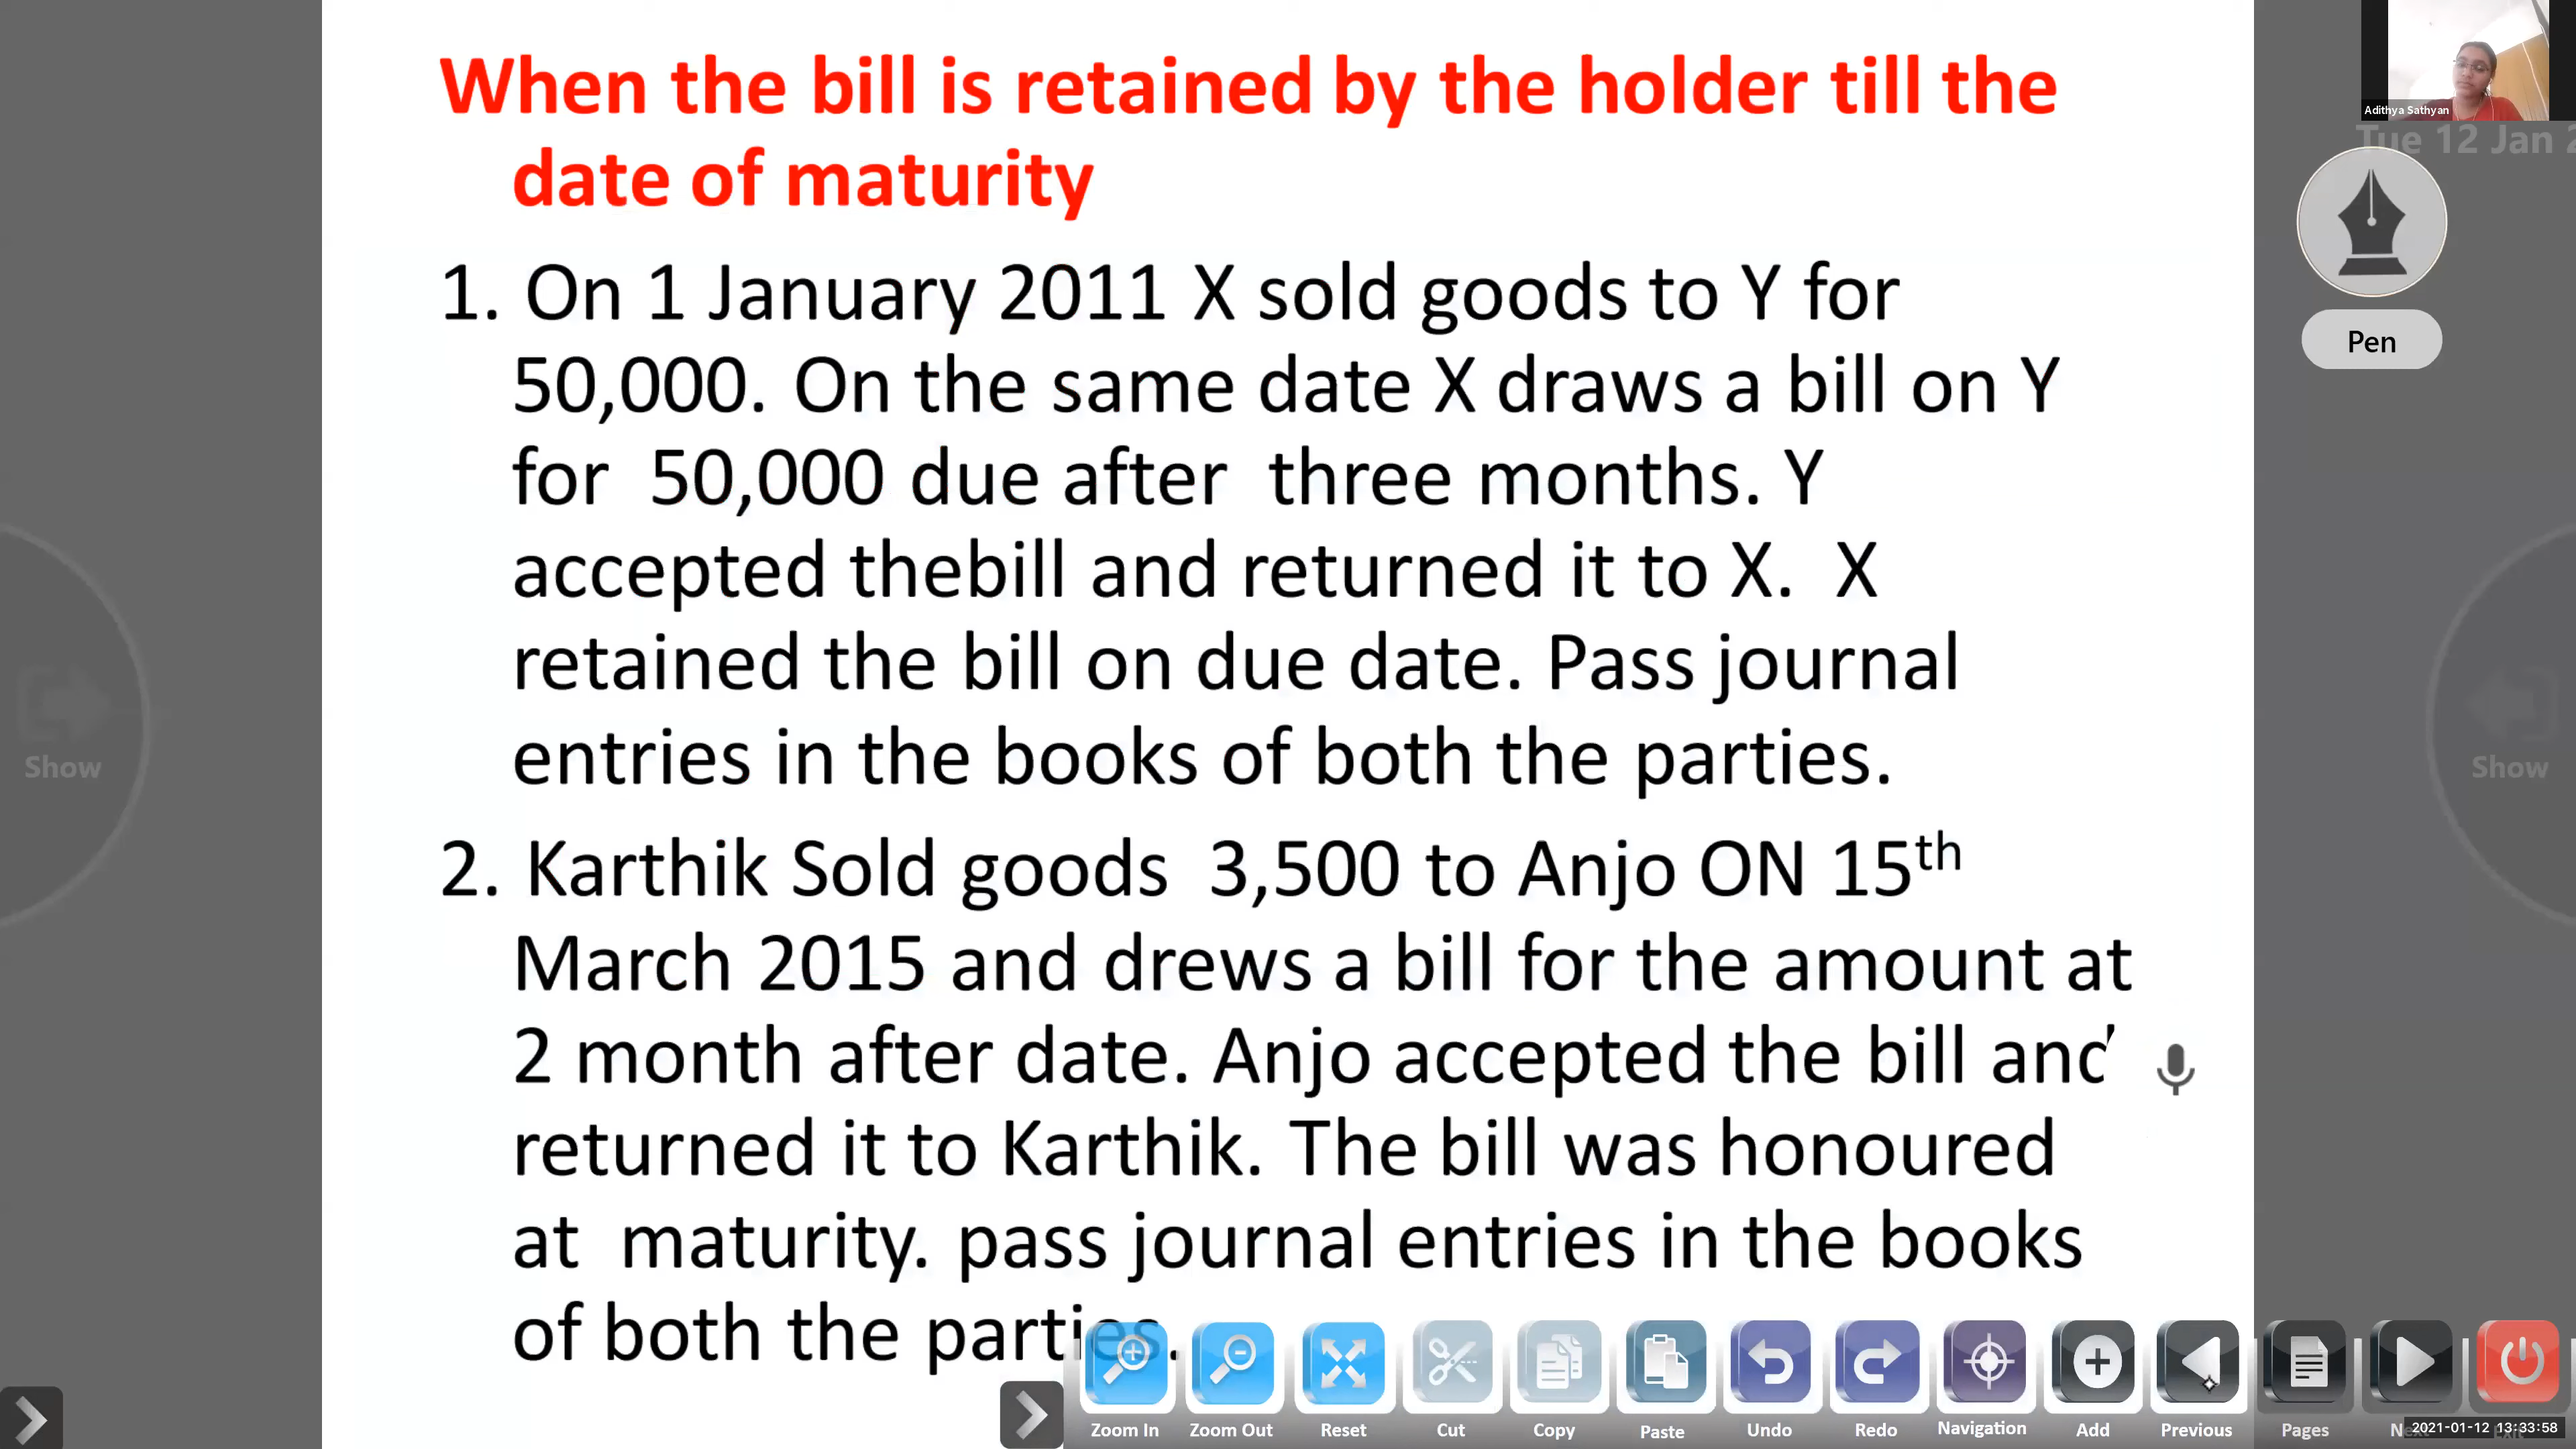 When the bill is retained by the holder till the
date of maturity
1. On 1 January 2011 X sold goods to Y for
50,000. On the same date X draws a bill on Y
for 50,000 due after three months. Y
accepted thebill and returned it to X. X
retained the bill on due date. Pass journal
entries in the books of both the parties.
2. Karthik Sold goods 3,500 to Anjo ON 15th
March 2015 and drews a bill for the amount at
2 month after date. Anjo accepted the bill and
returned it to Karthik. The bill was honoured
at maturity. pass journal entries in the books
of both the parties.
Adithya Sathyan
Tue 12 Jan 2
Pen
Show
Show
Zoom In Zoom Out Reset Cut Copy Paste Undo Redo Navigation Add Previous Pages
2021-01-12 13:33:58